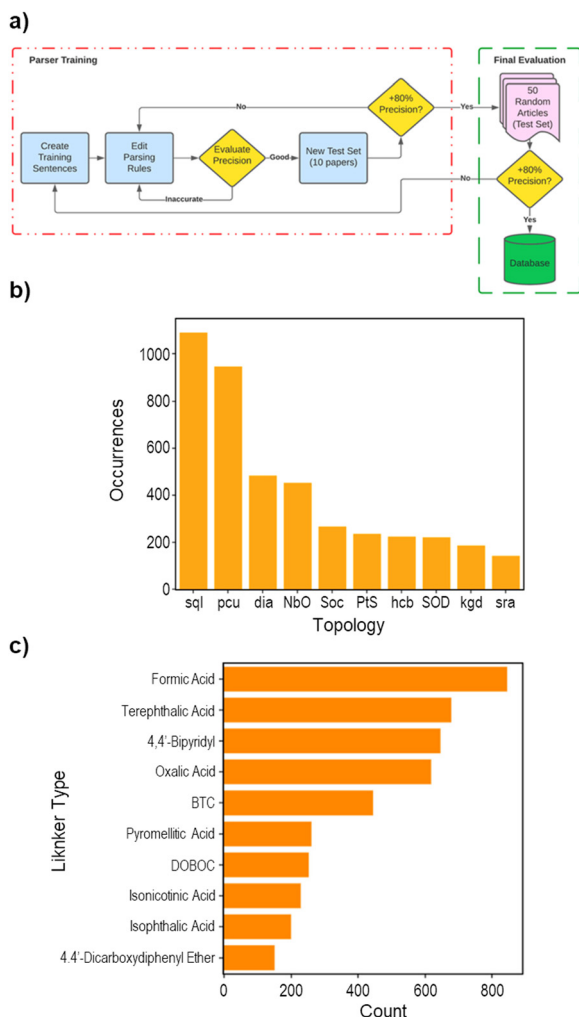 a)
Parser Training
Final Evaluation
Create
Training
Sentences
Edit
Parsing
Rules
Evaluate
Precision
Good
Inaccurate
New Test Set
(10 papers)
+80%
Precision?
No
Yes
50
Random
Articles
(Test Set)
+80%
Precision?
No
Yes
Database
b)
Occurrences
1000
800
600
400
200
0
sql pcu dia NbO Soc PtS hcb SOD kgd sra
Topology
c)
Liknker Type
Formic Acid
Terephthalic Acid
4,4'-Bipyridyl
Oxalic Acid
BTC
Pyromellitic Acid
DOBOC
Isonicotinic Acid
Isophthalic Acid
4.4'-Dicarboxydiphenyl Ether
0 200 400 600 800
Count